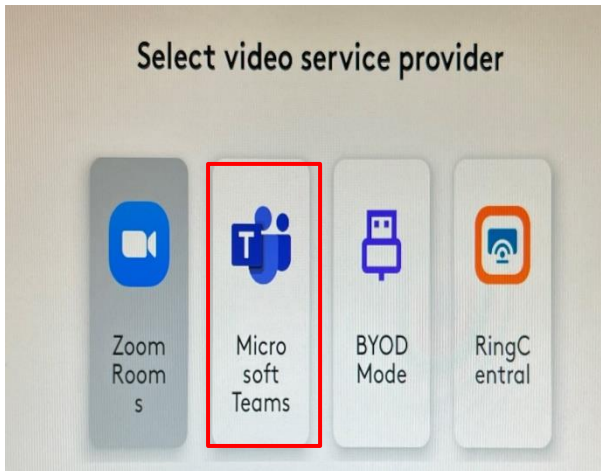 Select video service provider
Zoom
Room
s
Micro
soft
Teams
BYOD
Mode
RingC
entral
T